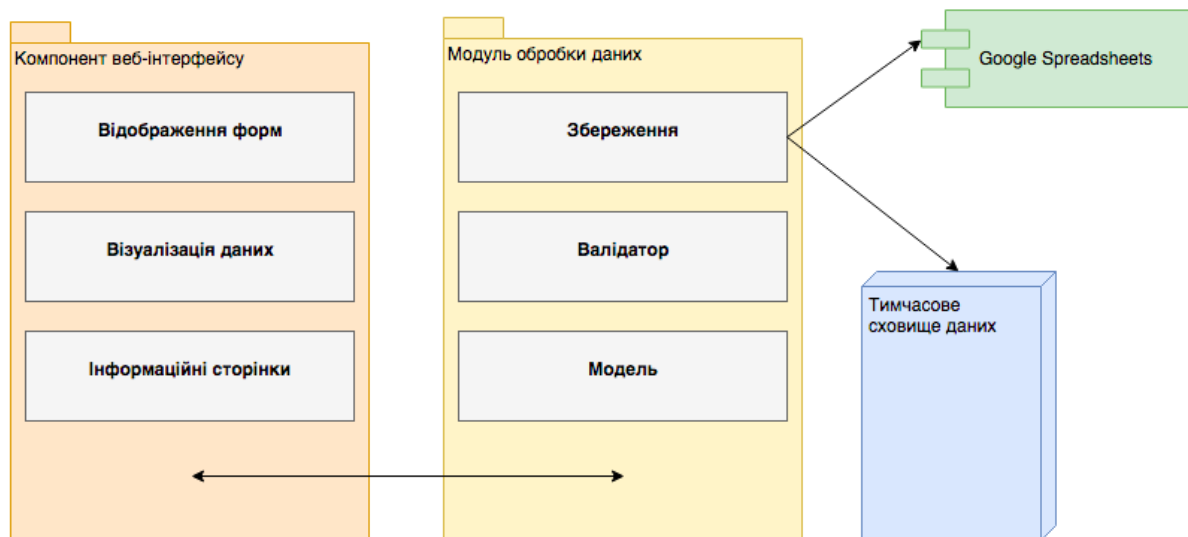 Компонент веб-інтерфейсу
Відображення форм
Візуалізація даних
Інформаційні сторінки
Модуль обробки даних
Збереження
Валідатор
Модель
Google Spreadsheets
Тимчасове
сховище даних